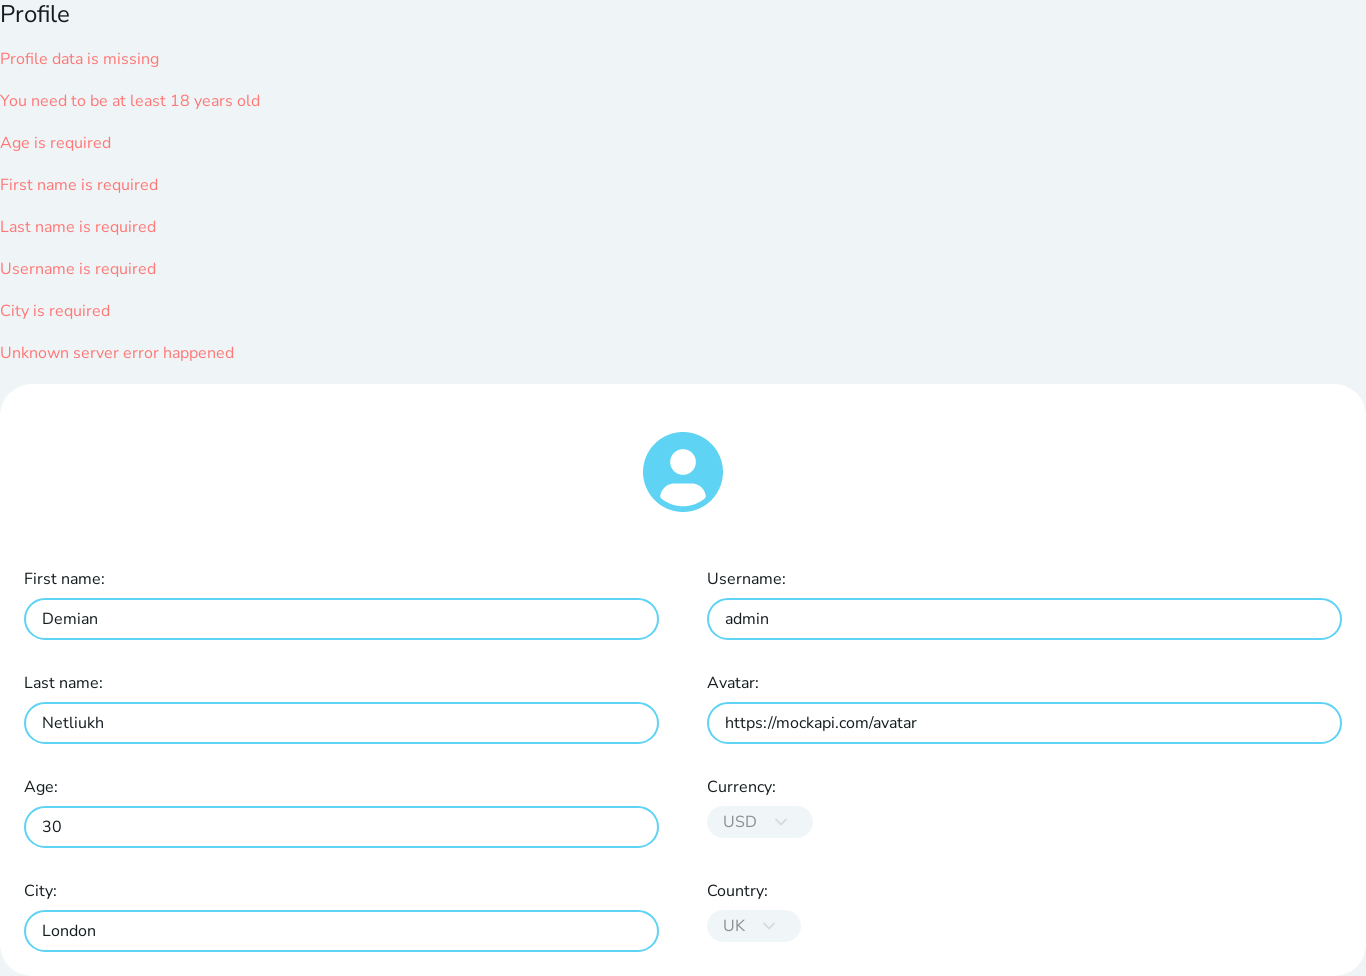 Profile
Profile data is missing
You need to be at least 18 years old
Age is required
First name is required
Last name is required
Username is required
City is required
Unknown server error happened
First name:
Demian
Username:
admin
Last name:
Netliukh
Avatar:
https://mockapi.com/avatar
Age:
30
Currency:
USD
City:
London
Country:
UK